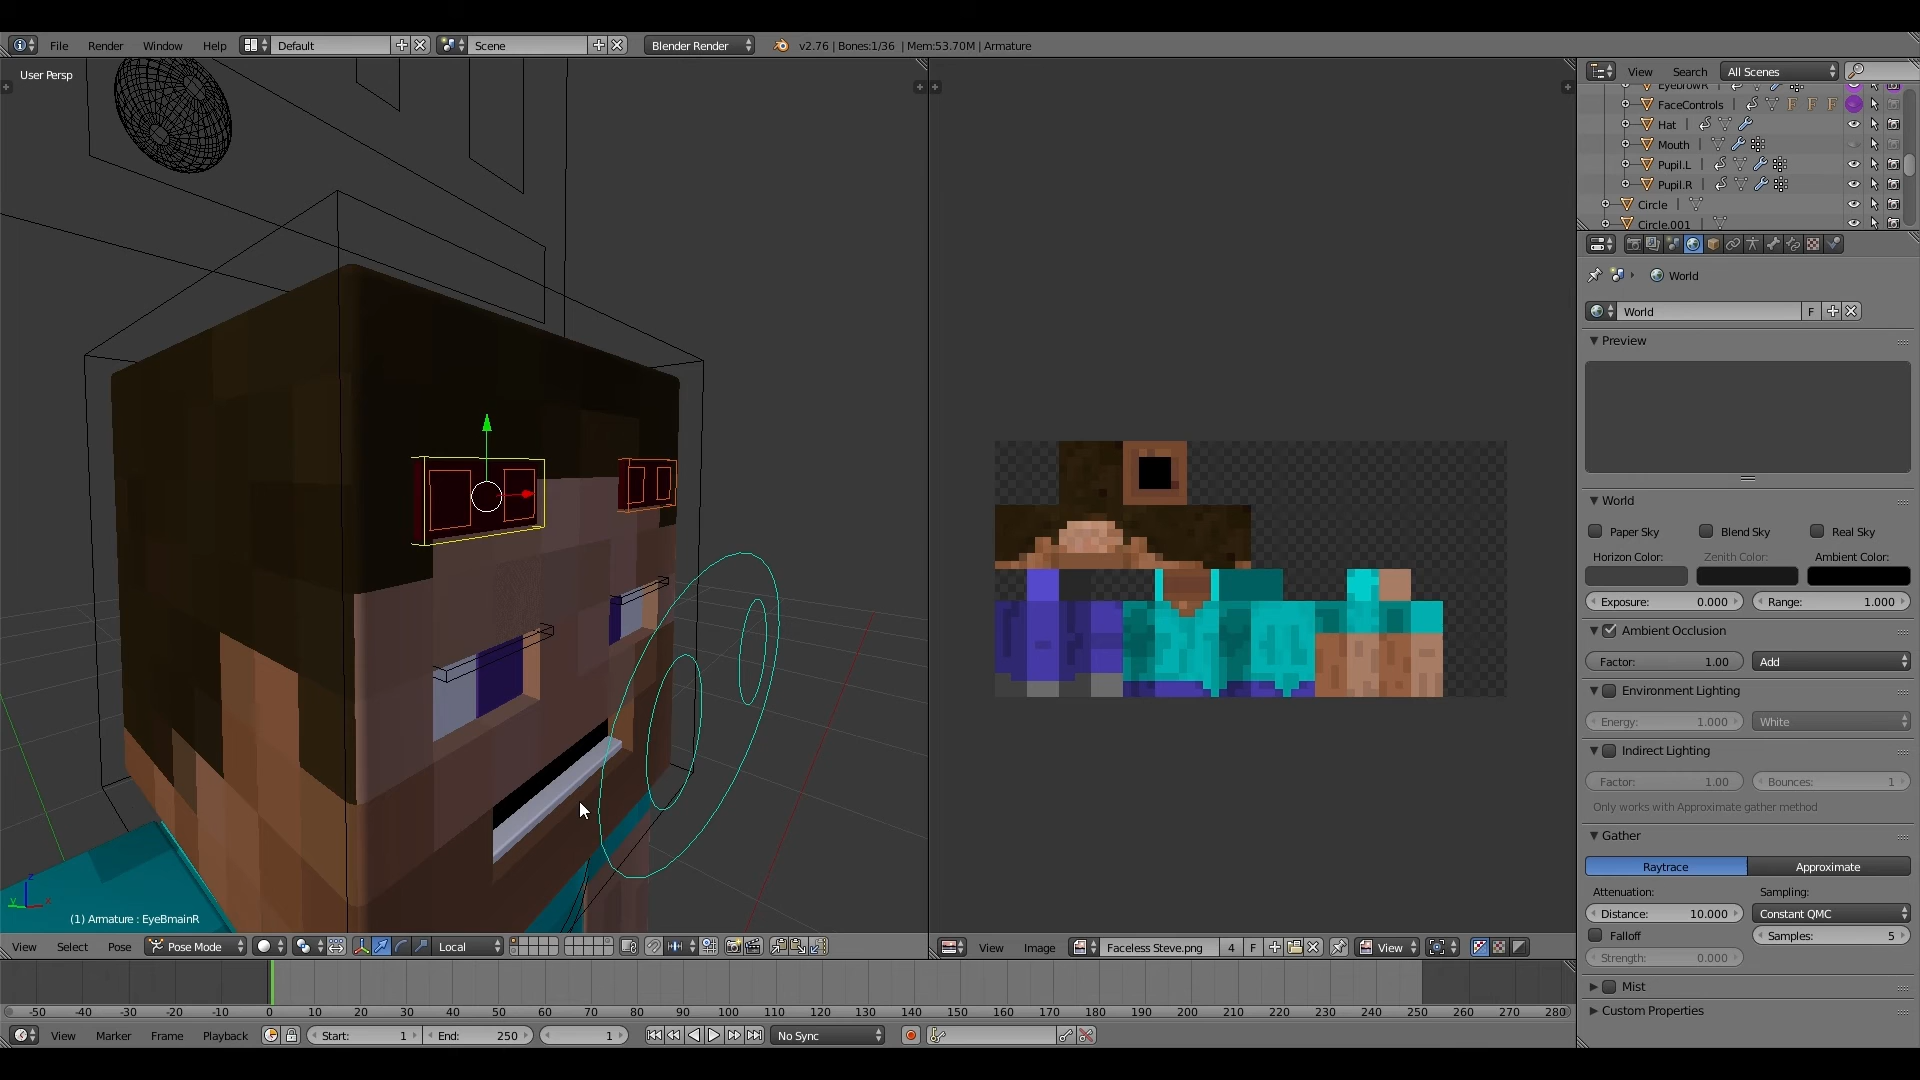 File Render Window Help Default Scene Blender Render v2.76 | Bones:1/36 | Mem:53.70M | Armature
User Persp
View Search All Scenes
EyebrowR
FaceControls
Hat
Mouth
Pupil.L
Pupil.R
Circle
Circle.001
World
World F
Preview
World
Paper Sky Blend Sky Real Sky
Horizon Color: Zenith Color: Ambient Color:
Exposure: 0.000 Range: 1.000
Ambient Occlusion
Factor: 1.00 Add
Environment Lighting
Energy: 1.000 White
Indirect Lighting
Factor: 1.00 Bounces: 1
Only works with Approximate gather method
Gather
Raytrace Approximate
Attenuation: Sampling:
Distance: 10.000 Constant QMC
Falloff Samples: 5
Strength: 0.000
Mist
Custom Properties
z
y x
(1) Armature : EyeBmainR
View Select Pose Pose Mode Local
View Image Faceless Steve.png 4 F View
-50 -40 -30 -20 -10 0 10 20 30 40 50 60 70 80 90 100 110 120 130 140 150 160 170 180 190 200 210 220 230 240 250 260 270 280
View Marker Frame Playback Start: 1 End: 250 1 No Sync